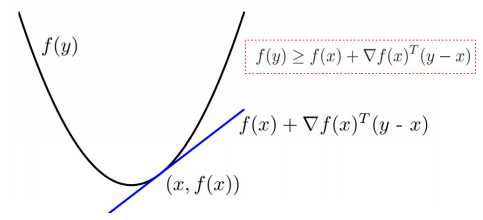 f(y)
f(y) ≥ f(x) + ∇f(x)^T(y − x)
f(x) + ∇f(x)^T(y - x)
(x, f(x))